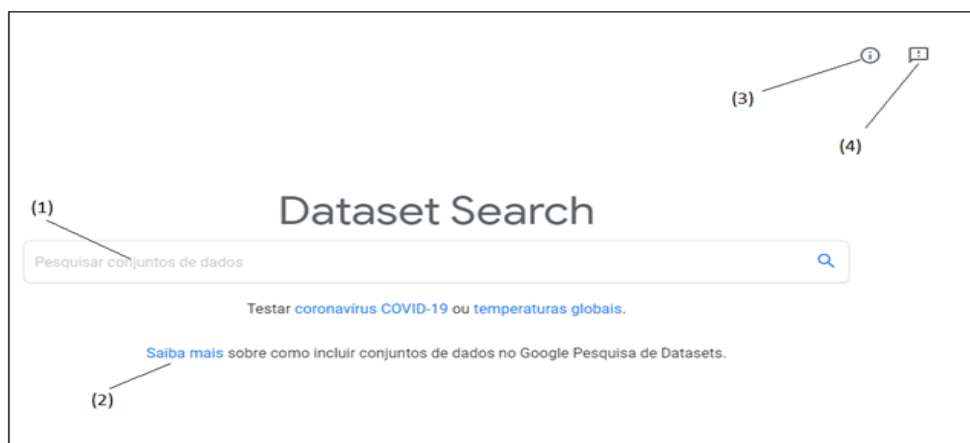 (3)
(4)
(1)
Dataset Search
Pesquisar conjuntos de dados
Testar coronavírus COVID-19 ou temperaturas globais.
Saiba mais sobre como incluir conjuntos de dados no Google Pesquisa de Datasets.
(2)